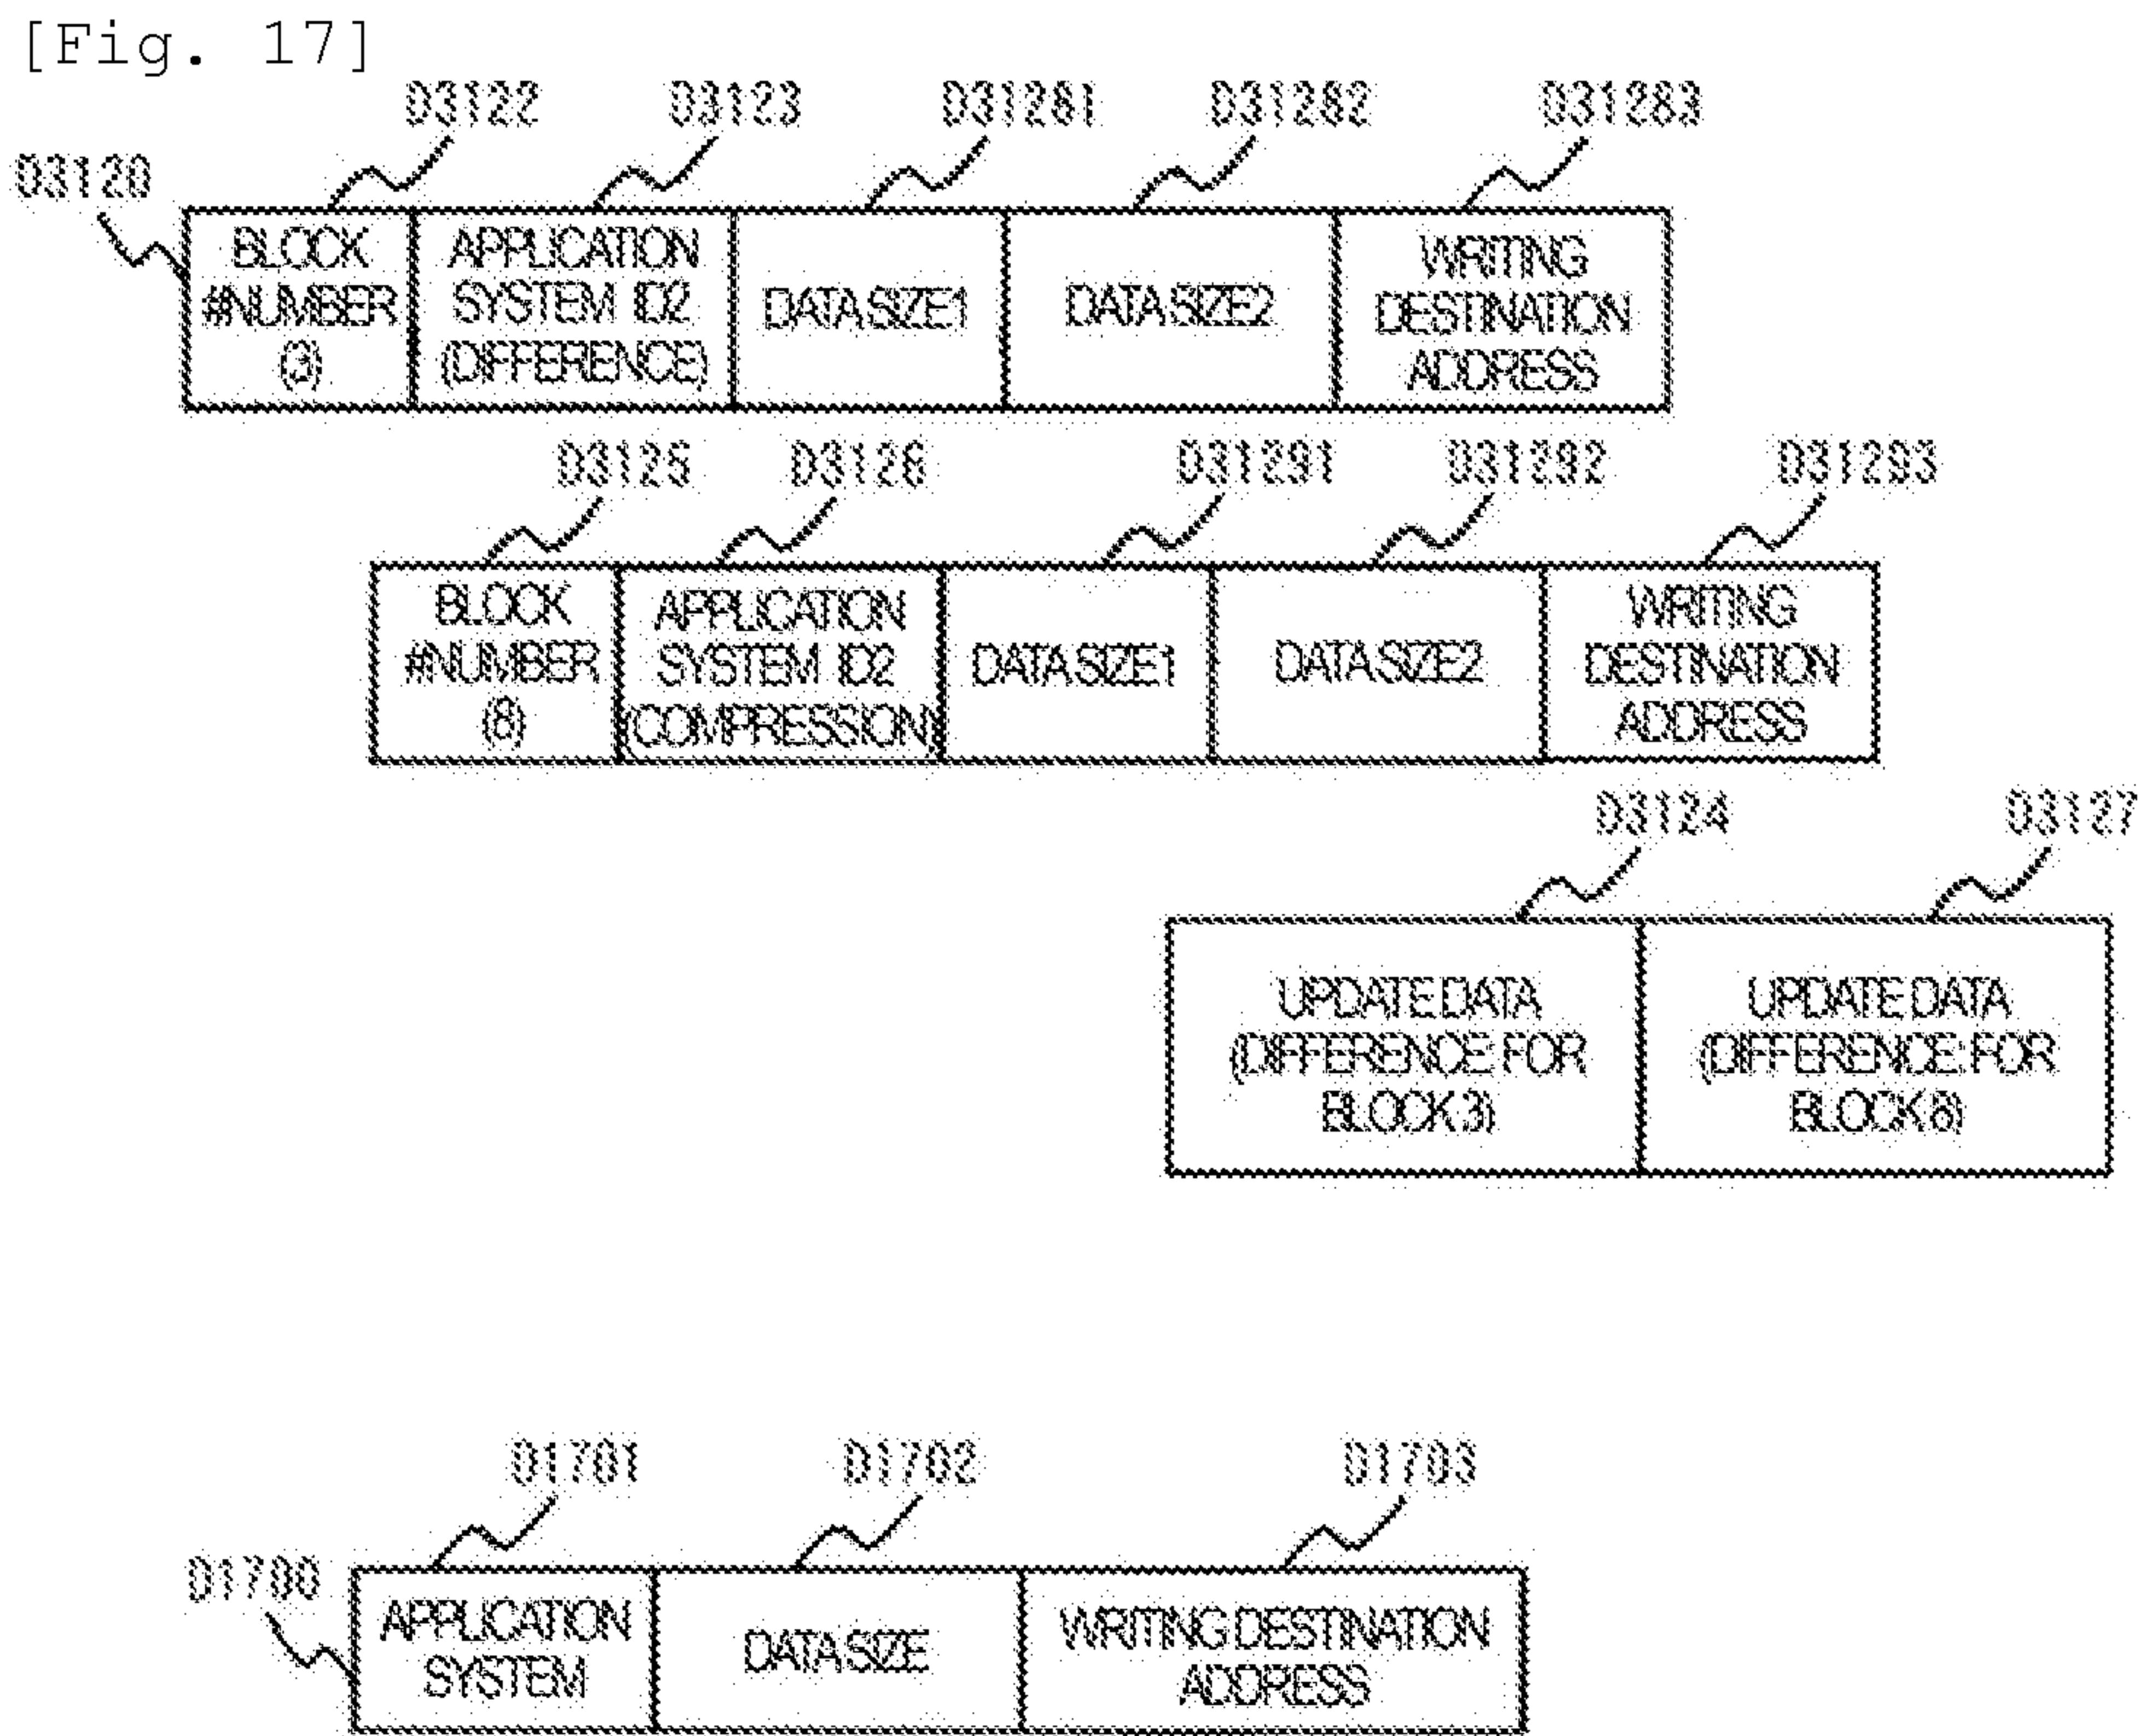 [Fig. 17]
D3122 D3123 D31281 D31282 D31283
D3120
BLOCK
#NUMBER
(3)
APPLICATION
SYSTEM ID2
(DIFFERENCE)
DATA SIZE1
DATA SIZE2
WRITING
DESTINATION
ADDRESS
D3125 D3126 D31291 D31292 D31293
BLOCK
#NUMBER
(8)
APPLICATION
SYSTEM ID2
(COMPRESSION)
DATA SIZE1
DATA SIZE2
WRITING
DESTINATION
ADDRESS
D3124 D3127
UPDATE DATA
(DIFFERENCE FOR
BLOCK 3)
UPDATE DATA
(DIFFERENCE FOR
BLOCK 8)
D1701 D1702 D1703
D1700
APPLICATION
SYSTEM
DATA SIZE
WRITING DESTINATION
ADDRESS